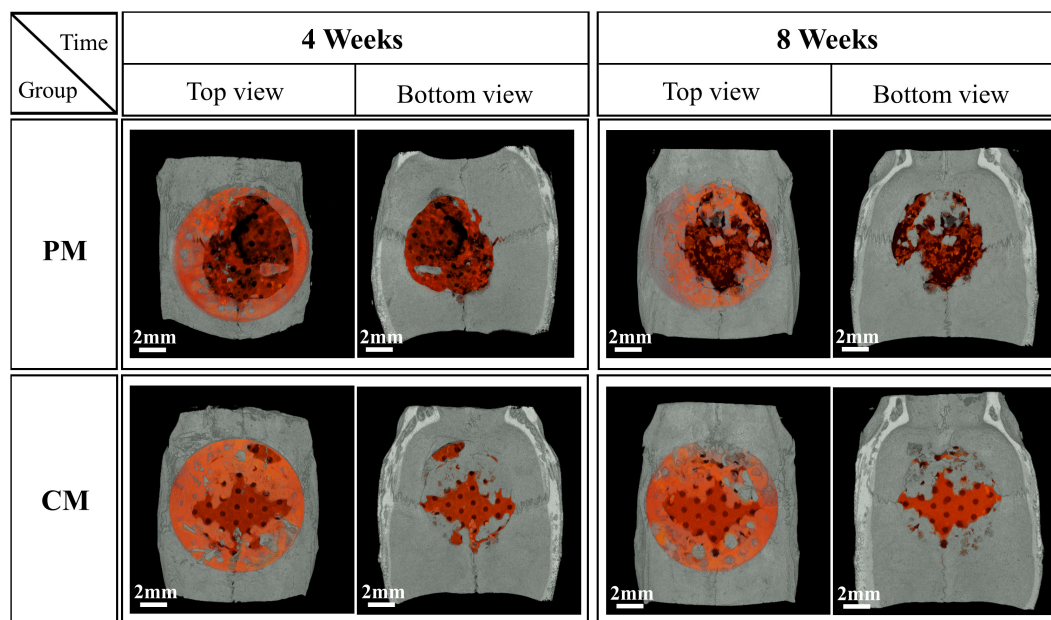 Time
Group
4 Weeks
8 Weeks
Top view
Bottom view
Top view
Bottom view
PM
2mm
2mm
2mm
2mm
CM
2mm
2mm
2mm
2mm